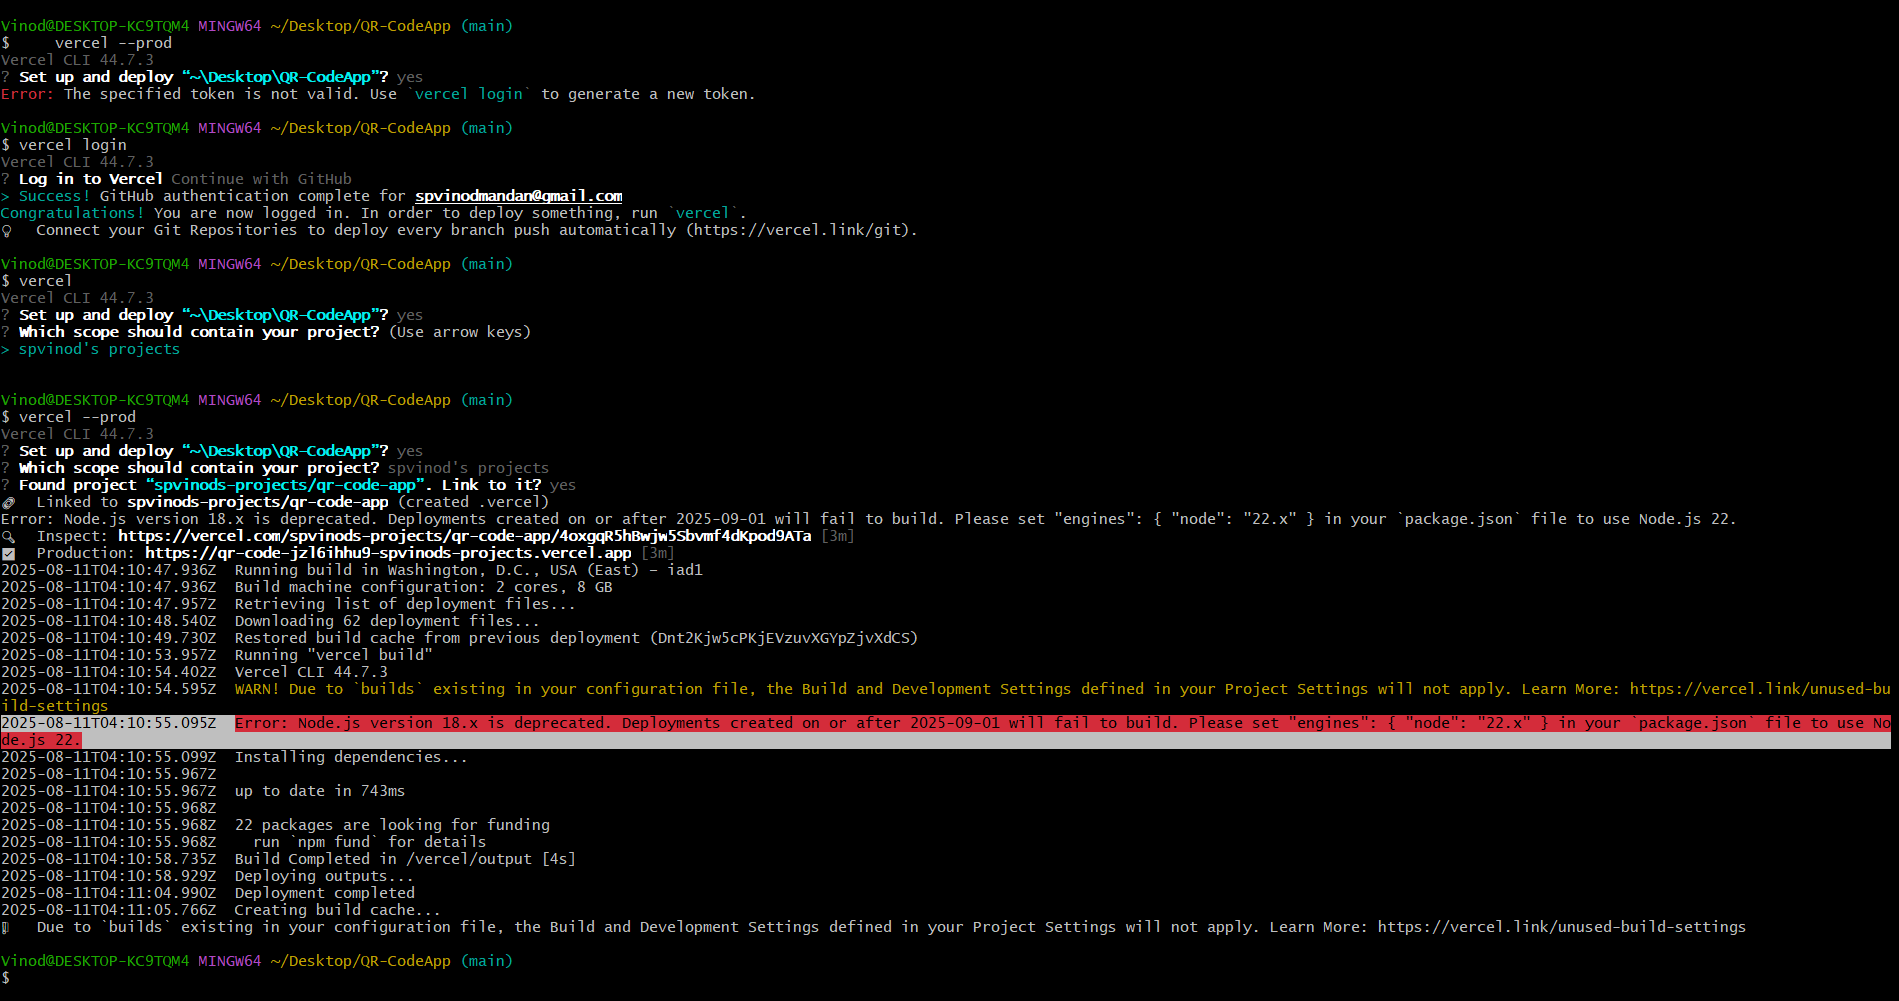 Vinod@DESKTOP-KC9TQM4 MINGW64 ~/Desktop/QR-CodeApp (main)
$     vercel --prod
Vercel CLI 44.7.3
? Set up and deploy “~\Desktop\QR-CodeApp”? yes
Error: The specified token is not valid. Use `vercel login` to generate a new token.
Vinod@DESKTOP-KC9TQM4 MINGW64 ~/Desktop/QR-CodeApp (main)
$ vercel login
Vercel CLI 44.7.3
? Log in to Vercel Continue with GitHub
> Success! GitHub authentication complete for spvinodmandan@gmail.com
Congratulations! You are now logged in. In order to deploy something, run `vercel`.
Connect your Git Repositories to deploy every branch push automatically (https://vercel.link/git).
Vinod@DESKTOP-KC9TQM4 MINGW64 ~/Desktop/QR-CodeApp (main)
$ vercel
Vercel CLI 44.7.3
? Set up and deploy “~\Desktop\QR-CodeApp”? yes
? Which scope should contain your project? (Use arrow keys)
> spvinod's projects
Vinod@DESKTOP-KC9TQM4 MINGW64 ~/Desktop/QR-CodeApp (main)
$ vercel --prod
Vercel CLI 44.7.3
? Set up and deploy “~\Desktop\QR-CodeApp”? yes
? Which scope should contain your project? spvinod's projects
? Found project “spvinods-projects/qr-code-app”. Link to it? yes
Linked to spvinods-projects/qr-code-app (created .vercel)
Error: Node.js version 18.x is deprecated. Deployments created on or after 2025-09-01 will fail to build. Please set "engines": { "node": "22.x" } in your `package.json` file to use Node.js 22.
Inspect: https://vercel.com/spvinods-projects/qr-code-app/4oxgqR5hBwjw5Sbvmf4dKpod9ATa [3m]
Production: https://qr-code-jzl6ihhu9-spvinods-projects.vercel.app [3m]
2025-08-11T04:10:47.936Z  Running build in Washington, D.C., USA (East) – iad1
2025-08-11T04:10:47.936Z  Build machine configuration: 2 cores, 8 GB
2025-08-11T04:10:47.957Z  Retrieving list of deployment files...
2025-08-11T04:10:48.540Z  Downloading 62 deployment files...
2025-08-11T04:10:49.730Z  Restored build cache from previous deployment (Dnt2Kjw5cPKjEVzuvXGYpZjvXdCS)
2025-08-11T04:10:53.957Z  Running "vercel build"
2025-08-11T04:10:54.402Z  Vercel CLI 44.7.3
2025-08-11T04:10:54.595Z  WARN! Due to `builds` existing in your configuration file, the Build and Development Settings defined in your Project Settings will not apply. Learn More: https://vercel.link/unused-bu
ild-settings
2025-08-11T04:10:55.095Z  Error: Node.js version 18.x is deprecated. Deployments created on or after 2025-09-01 will fail to build. Please set "engines": { "node": "22.x" } in your `package.json` file to use No
de.js 22.
2025-08-11T04:10:55.099Z  Installing dependencies...
2025-08-11T04:10:55.967Z
2025-08-11T04:10:55.967Z  up to date in 743ms
2025-08-11T04:10:55.968Z
2025-08-11T04:10:55.968Z  22 packages are looking for funding
2025-08-11T04:10:55.968Z    run `npm fund` for details
2025-08-11T04:10:58.735Z  Build Completed in /vercel/output [4s]
2025-08-11T04:10:58.929Z  Deploying outputs...
2025-08-11T04:11:04.990Z  Deployment completed
2025-08-11T04:11:05.766Z  Creating build cache...
Due to `builds` existing in your configuration file, the Build and Development Settings defined in your Project Settings will not apply. Learn More: https://vercel.link/unused-build-settings
Vinod@DESKTOP-KC9TQM4 MINGW64 ~/Desktop/QR-CodeApp (main)
$